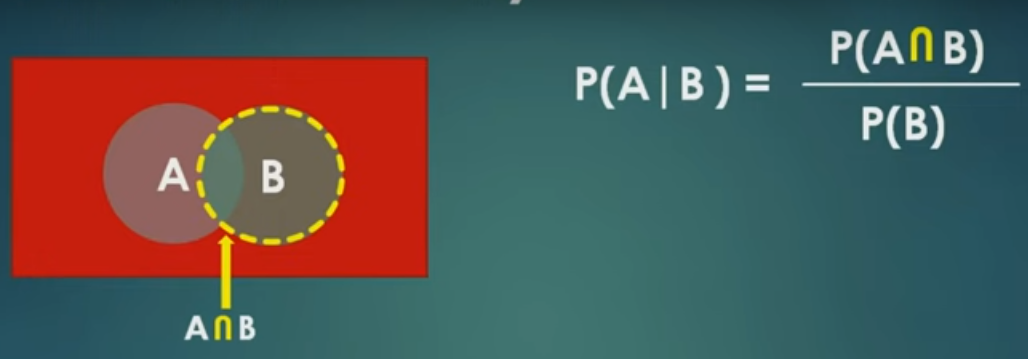 A B
A∩B
P(A|B) = P(A∩B)
P(B)